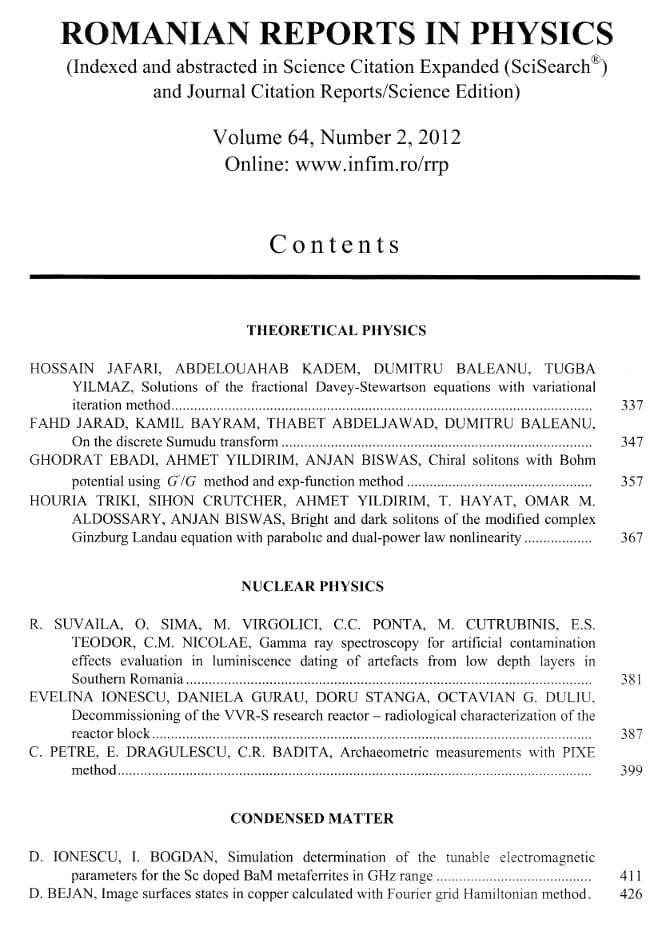 ROMANIAN REPORTS IN PHYSICS
(Indexed and abstracted in Science Citation Expanded (SciSearch®)
and Journal Citation Reports/Science Edition)
Volume 64, Number 2, 2012
Online: www.infim.ro/rrp
Contents
THEORETICAL PHYSICS
HOSSAIN JAFARI, ABDELOUAHAB KADEM, DUMITRU BALEANU, TUGBA
YILMAZ, Solutions of the fractional Davey-Stewartson equations with variational
iteration method........ 337
FAHD JARAD, KAMIL BAYRAM, THABET ABDELJAWAD, DUMITRU BALEANU,
On the discrete Sumudu transform ........ 347
GHODRAT EBADI, AHMET YILDIRIM, ANJAN BISWAS, Chiral solitons with Bohm
potential using G'/G method and exp-function method ........ 357
HOURIA TRIKI, SIHON CRUTCHER, AHMET YILDIRIM, T. HAYAT, OMAR M.
ALDOSSARY, ANJAN BISWAS, Bright and dark solitons of the modified complex
Ginzburg Landau equation with parabolic and dual-power law nonlinearity ........ 367
NUCLEAR PHYSICS
R. SUVAILA, O. SIMA, M. VIRGOLICI, C.C. PONTA, M. CUTRUBINIS, E.S.
TEODOR, C.M. NICOLAE, Gamma ray spectroscopy for artificial contamination
effects evaluation in luminiscence dating of artefacts from low depth layers in
Southern Romania ........ 381
EVELINA IONESCU, DANIELA GURAU, DORU STANGA, OCTAVIAN G. DULIU,
Decommissioning of the VVR-S research reactor – radiological characterization of the
reactor block........ 387
C. PETRE, E. DRAGULESCU, C.R. BADITA, Archaeometric measurements with PIXE
method........ 399
CONDENSED MATTER
D. IONESCU, I. BOGDAN, Simulation determination of the tunable electromagnetic
parameters for the Sc doped BaM metaferrites in GHz range ........ 411
D. BEJAN, Image surfaces states in copper calculated with Fourier grid Hamiltonian method. 426